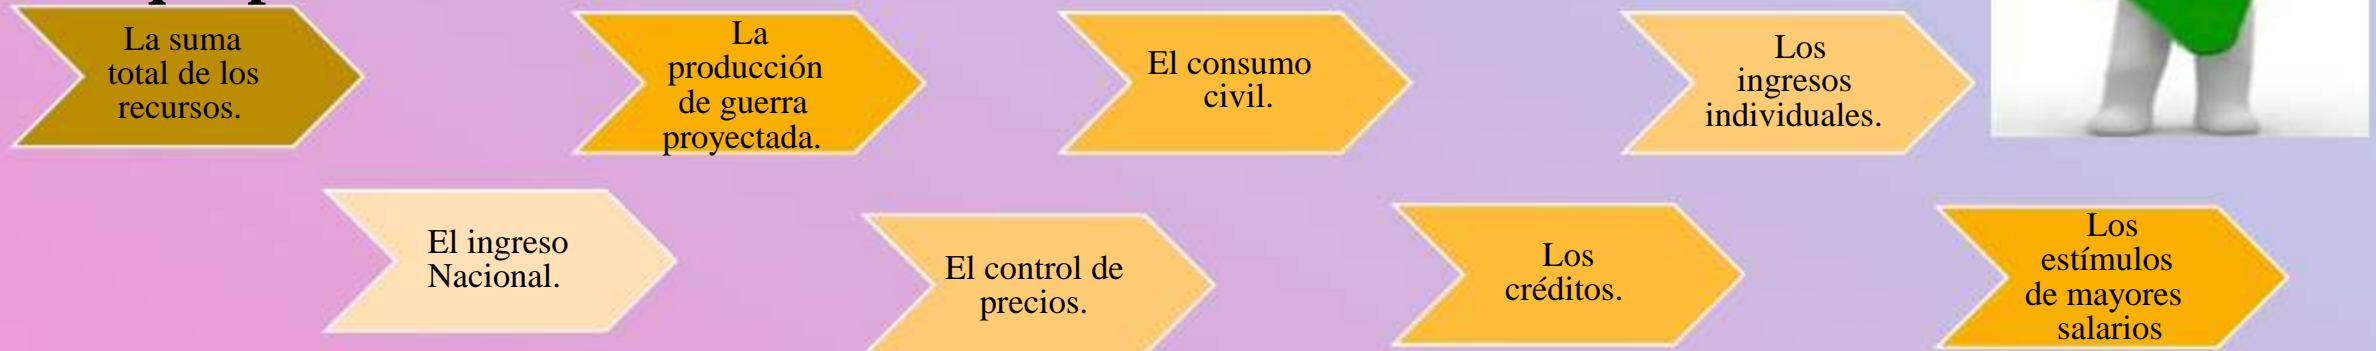 La suma
total de los
recursos.
La
producción
de guerra
proyectada.
El consumo
civil.
Los
ingresos
individuales.
El ingreso
Nacional.
El control de
precios.
Los
créditos.
Los
estímulos
de mayores
salarios